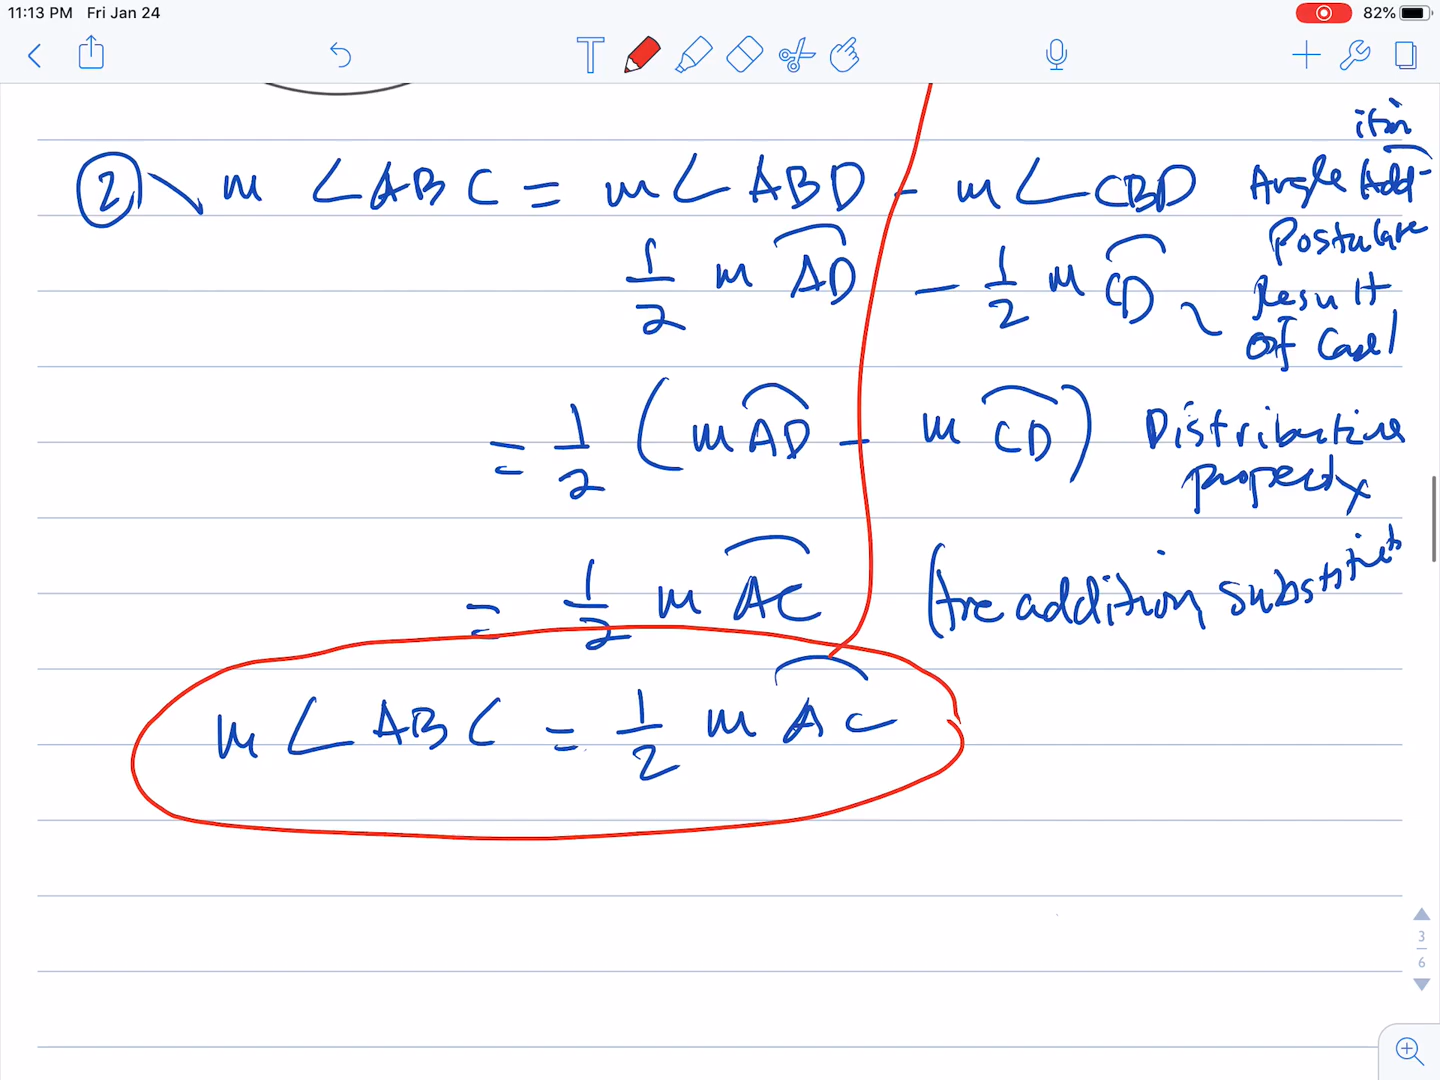 11:13 PM Fri Jan 24 82%
T
ition
2 m ∠ABC = m∠ABD - m∠CBD Angle Add-
Postulate
1/2 m AD - 1/2 m CD Result
of Case 1
= 1/2 (m AD - m CD) Distributive
property
= 1/2 m AC (Arc addition substitut
m∠ABC = 1/2 m AC
3
6